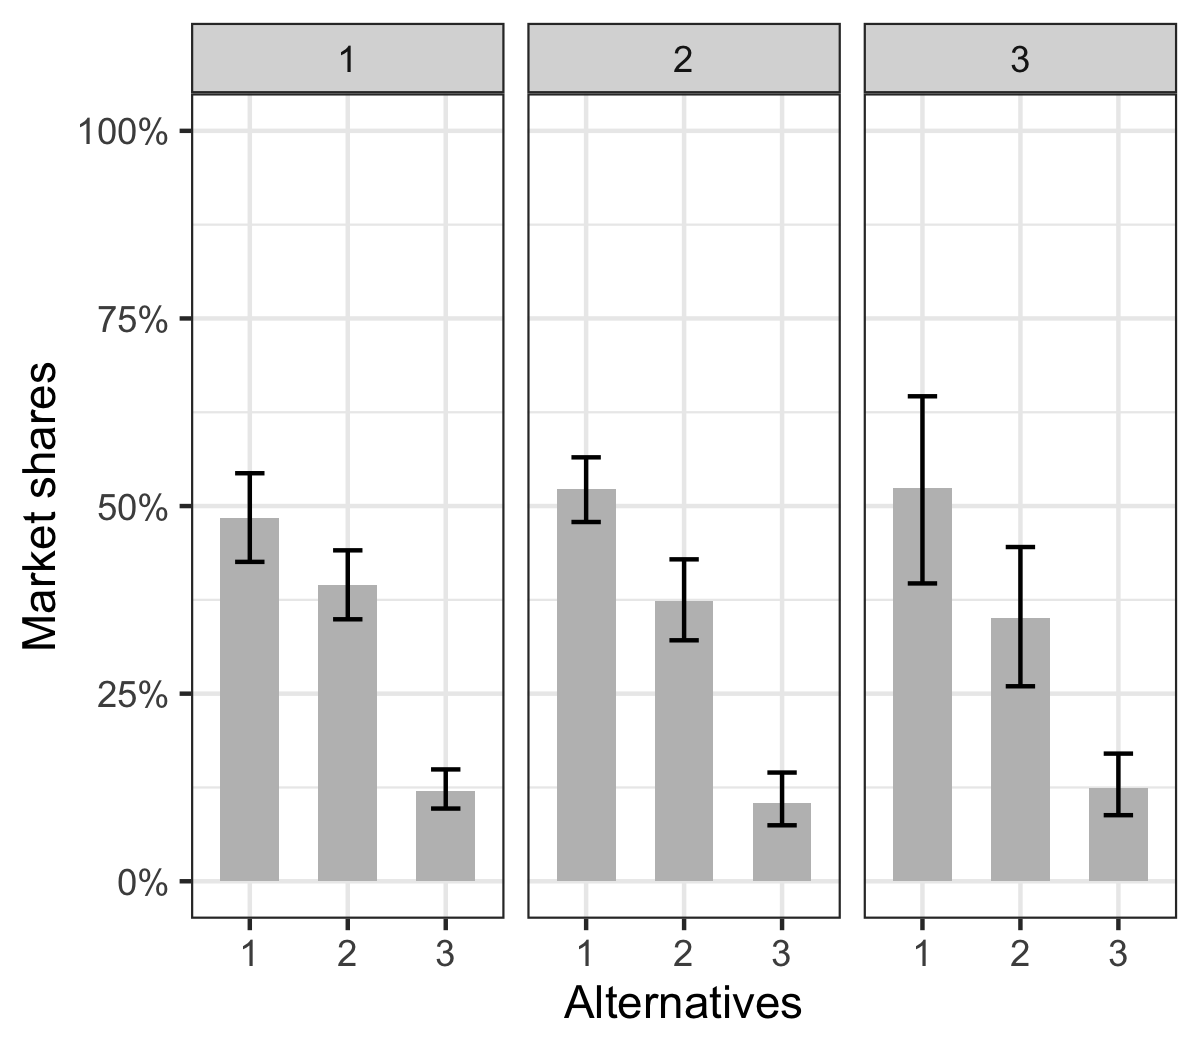 1 2 3
100%
75%
50%
25%
0%
Market shares
1 2 3 1 2 3 1 2 3
Alternatives